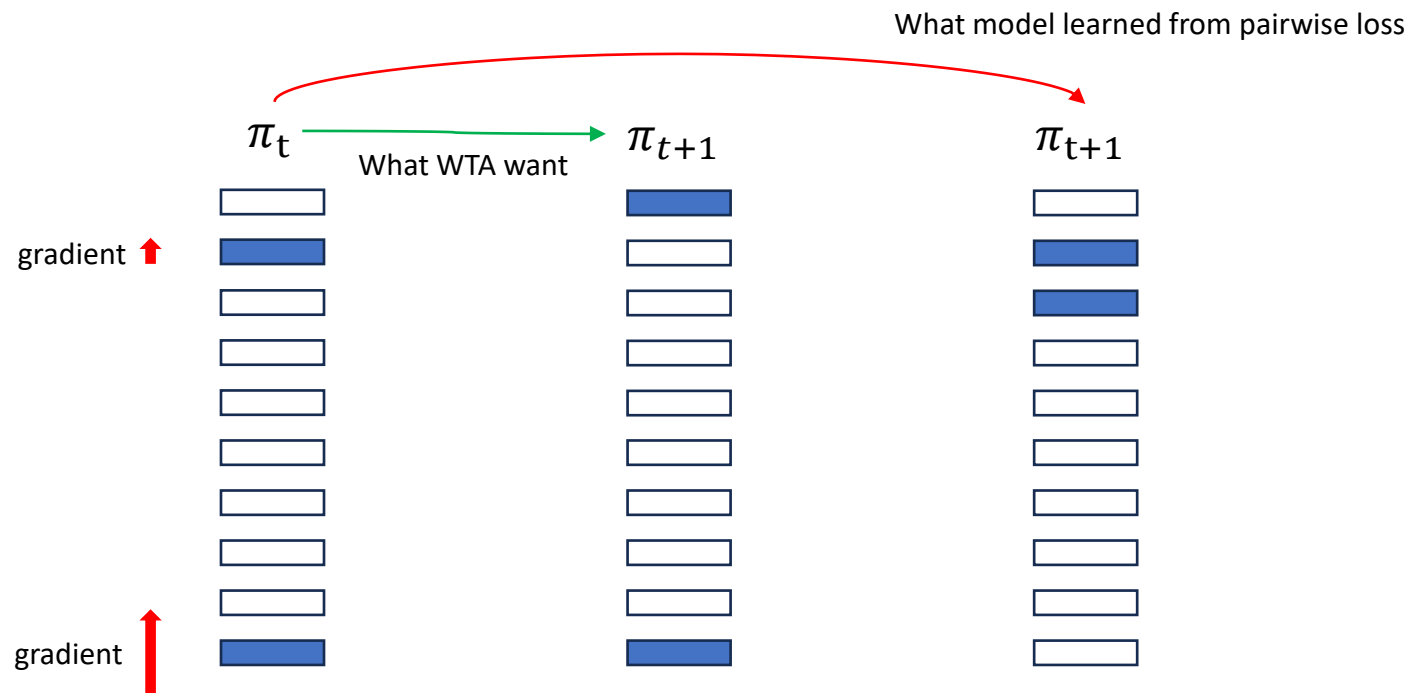 What model learned from pairwise loss
π_t
What WTA want
π_{t+1}
π_{t+1}
gradient
gradient